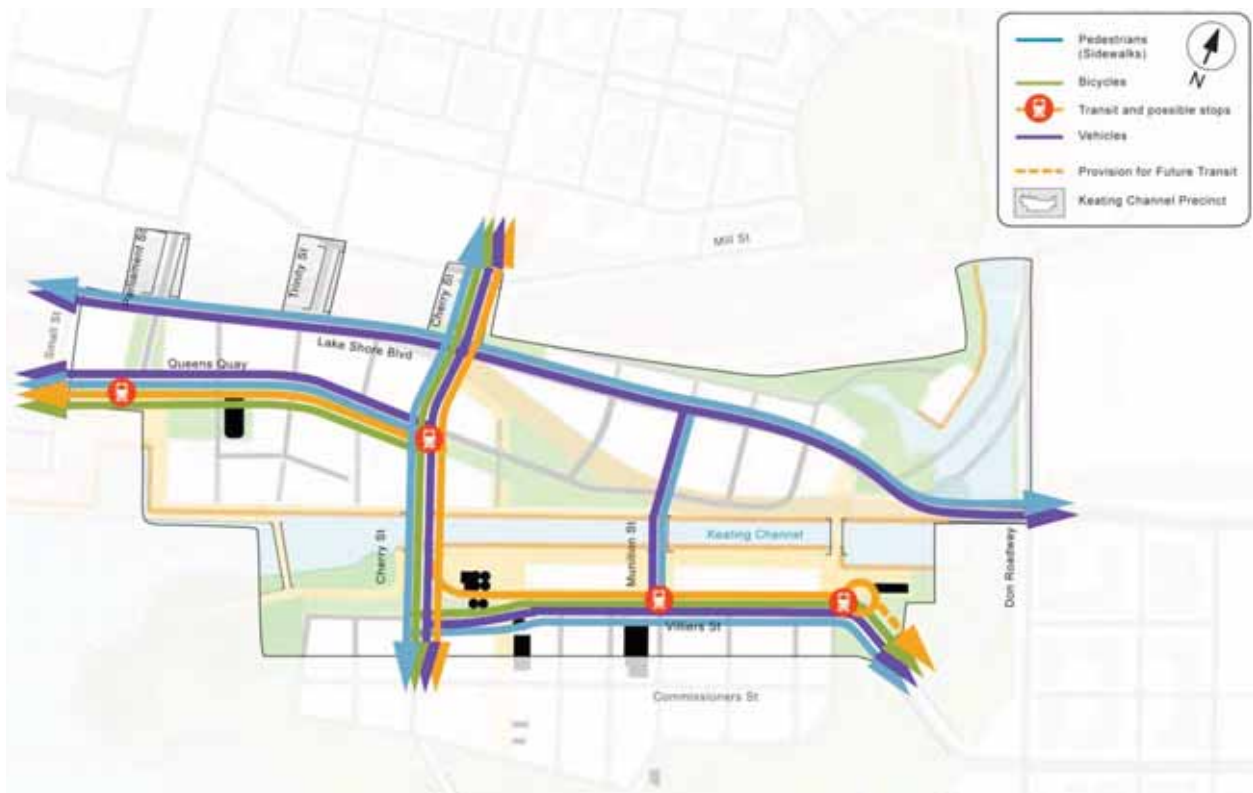 Pedestrians
(Sidewalks)
N
Bicycles
Transit and possible stops
Vehicles
Provision for Future Transit
Keating Channel Precinct
Mill St
Parliament St
Trinity St
Cherry St
Small St
Lake Shore Blvd
Queens Quay
Cherry St
Munition St
Keating Channel
Don Roadway
Villiers St
Commissioners St